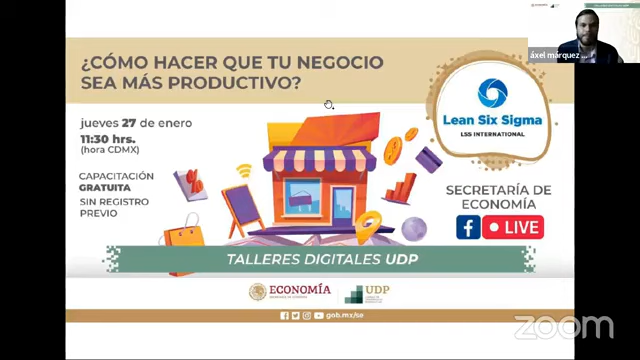 ¿CÓMO HACER QUE TU NEGOCIO
SEA MÁS PRODUCTIVO?
jueves 27 de enero
11:30 hrs.
(hora CDMX)
CAPACITACIÓN
GRATUITA
SIN REGISTRO
PREVIO
Lean Six Sigma
LSS INTERNATIONAL
SECRETARÍA DE
ECONOMÍA
LIVE
TALLERES DIGITALES UDP
ECONOMÍA
UDP
gob.mx/se
áxel márquez
zoom